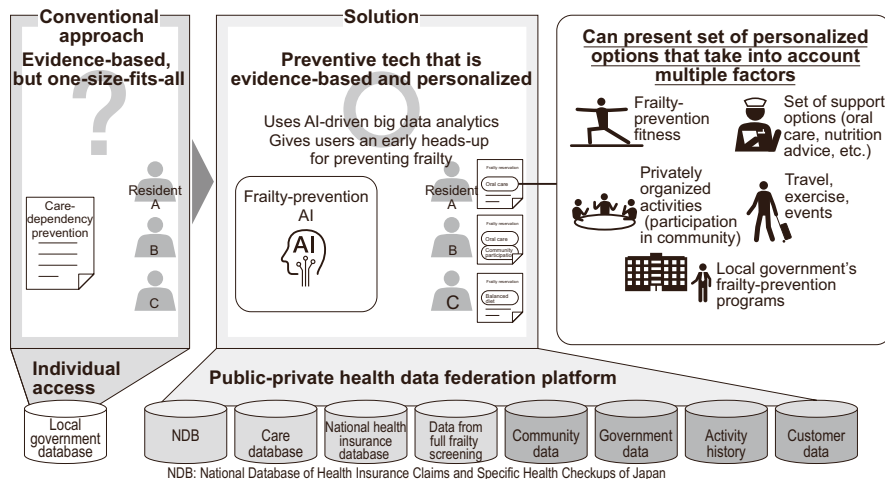 Conventional
approach
Evidence-based,
but one-size-fits-all
?
Care-
dependency
prevention
Resident
A
B
C
Solution
Preventive tech that is
evidence-based and personalized
Uses AI-driven big data analytics
Gives users an early heads-up
for preventing frailty
Frailty-prevention
AI
AI
Resident
A
B
C
Frailty reservation
Oral care
Frailty reservation
Oral care
Community
participation
Frailty reservation
Balanced
diet
Can present set of personalized
options that take into account
multiple factors
Frailty-
prevention
fitness
Set of support
options (oral
care, nutrition
advice, etc.)
Privately
organized
activities
(participation
in community)
Travel,
exercise,
events
Local government's
frailty-prevention
programs
Individual
access
Public-private health data federation platform
Local
government
database
NDB
Care
database
National health
insurance
database
Data from
full frailty
screening
Community
data
Government
data
Activity
history
Customer
data
NDB: National Database of Health Insurance Claims and Specific Health Checkups of Japan